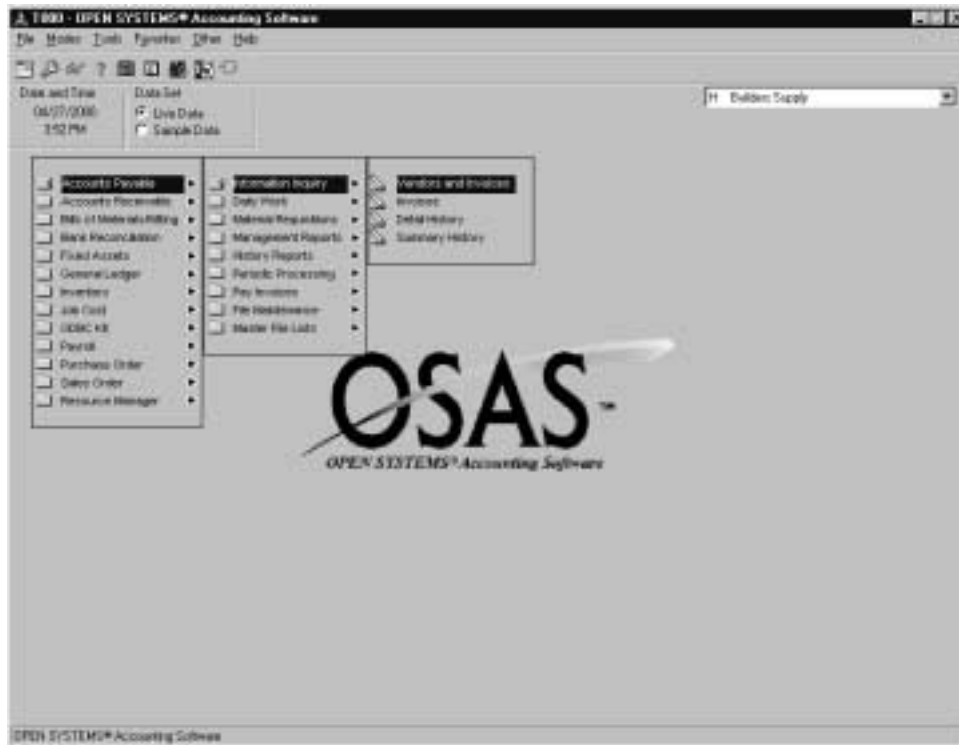 OPEN SYSTEMS® Accounting Software
File Modes Tools Favorites Other Help
Date and Time
Data Set
04/27/2000
3:52 PM
Live Data
Sample Data
H Builders Supply
Accounts Payable
Accounts Receivable
Bills of Materials/Kitting
Bank Reconciliation
Fixed Assets
General Ledger
Inventory
Job Cost
ODBC Kit
Payroll
Purchase Order
Sales Order
Resource Manager
Information Inquiry
Daily Work
Material Requisitions
Management Reports
History Reports
Periodic Processing
Pay Invoices
File Maintenance
Master File Lists
Vendors and Invoices
Invoices
Detail History
Summary History
OSAS™
OPEN SYSTEMS® Accounting Software
OPEN SYSTEMS® Accounting Software